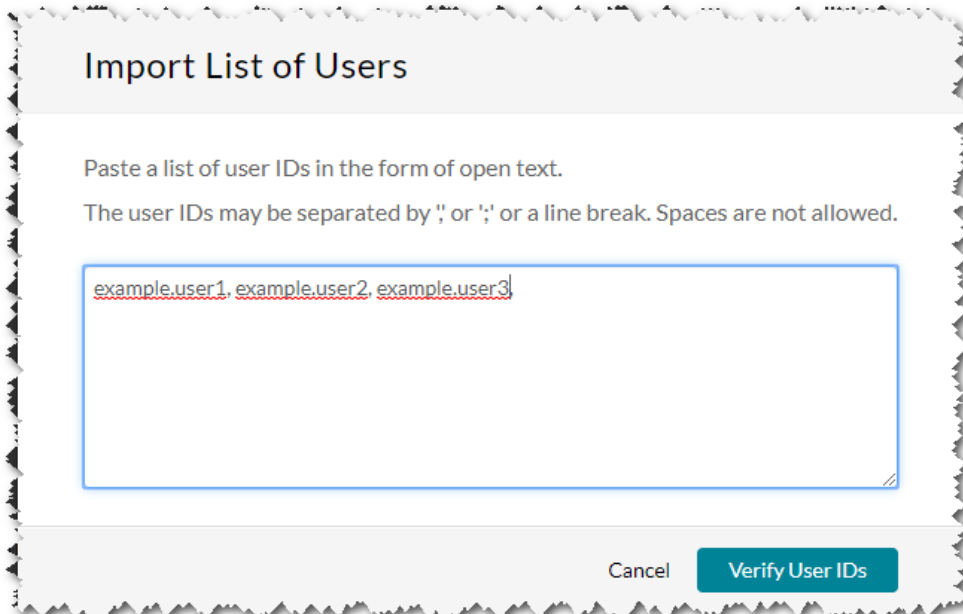 Import List of Users
Paste a list of user IDs in the form of open text.
The user IDs may be separated by ',' or ';' or a line break. Spaces are not allowed.
example.user1, example.user2, example.user3,
Cancel
Verify User IDs